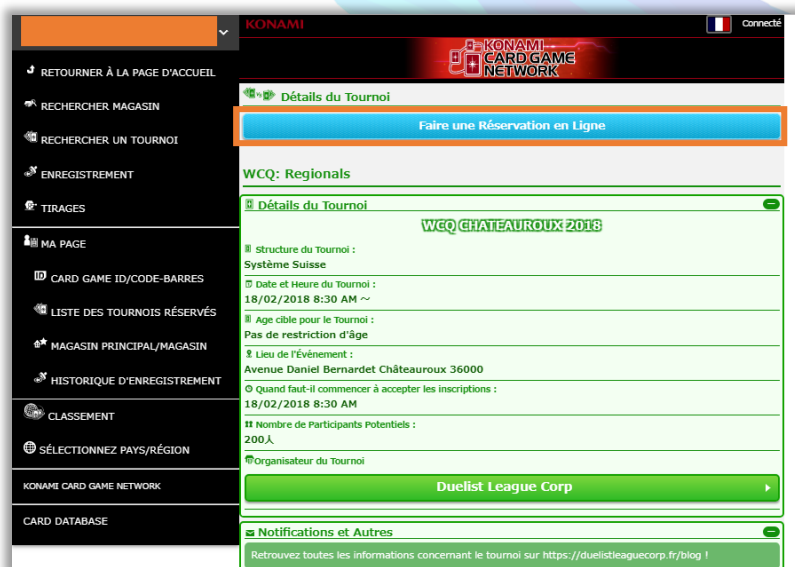 RETOURNER À LA PAGE D'ACCUEIL
RECHERCHER MAGASIN
RECHERCHER UN TOURNOI
ENREGISTREMENT
TIRAGES
MA PAGE
ID CARD GAME ID/CODE-BARRES
LISTE DES TOURNOIS RÉSERVÉS
MAGASIN PRINCIPAL/MAGASIN
HISTORIQUE D'ENREGISTREMENT
CLASSEMENT
SÉLECTIONNEZ PAYS/RÉGION
KONAMI CARD GAME NETWORK
CARD DATABASE
KONAMI
Connecté
KONAMI
CARD GAME
NETWORK
Détails du Tournoi
Faire une Réservation en Ligne
WCQ: Regionals
Détails du Tournoi
WCQ CHATEAUROUX 2018
Structure du Tournoi :
Système Suisse
Date et Heure du Tournoi :
18/02/2018 8:30 AM ~
Age cible pour le Tournoi :
Pas de restriction d'âge
Lieu de l'Évènement :
Avenue Daniel Bernardet Châteauroux 36000
Quand faut-il commencer à accepter les inscriptions :
18/02/2018 8:30 AM
Nombre de Participants Potentiels :
200人
Organisateur du Tournoi
Duelist League Corp
Notifications et Autres
Retrouvez toutes les informations concernant le tournoi sur https://duelistleaguecorp.fr/blog !